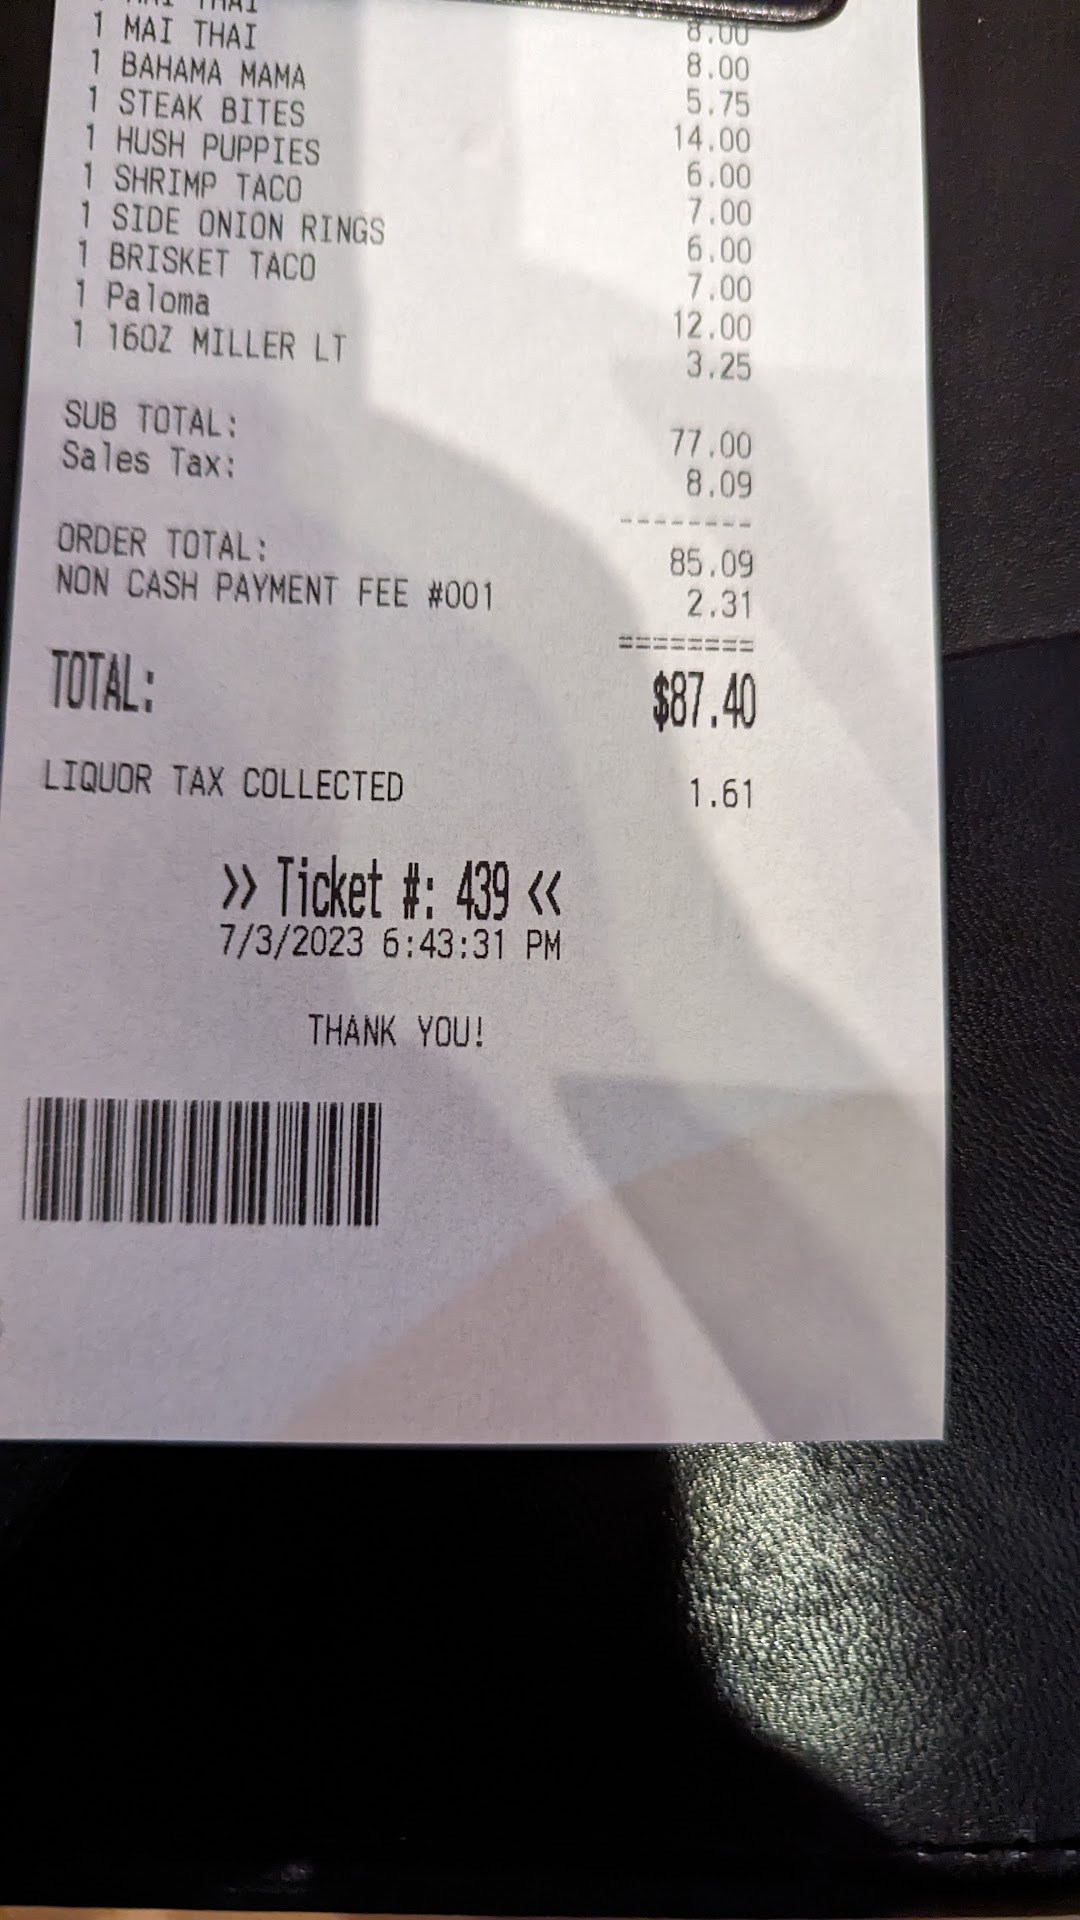 1 MAI THAI 8.00
1 MAI THAI 8.00
1 BAHAMA MAMA 5.75
1 STEAK BITES 14.00
1 HUSH PUPPIES 6.00
1 SHRIMP TACO 7.00
1 SIDE ONION RINGS 6.00
1 BRISKET TACO 7.00
1 Paloma 12.00
1 16OZ MILLER LT 3.25
SUB TOTAL: 77.00
Sales Tax: 8.09
--------
ORDER TOTAL: 85.09
NON CASH PAYMENT FEE #001 2.31
========
TOTAL: $87.40
LIQUOR TAX COLLECTED 1.61
>> Ticket #: 439 <<
7/3/2023 6:43:31 PM
THANK YOU!